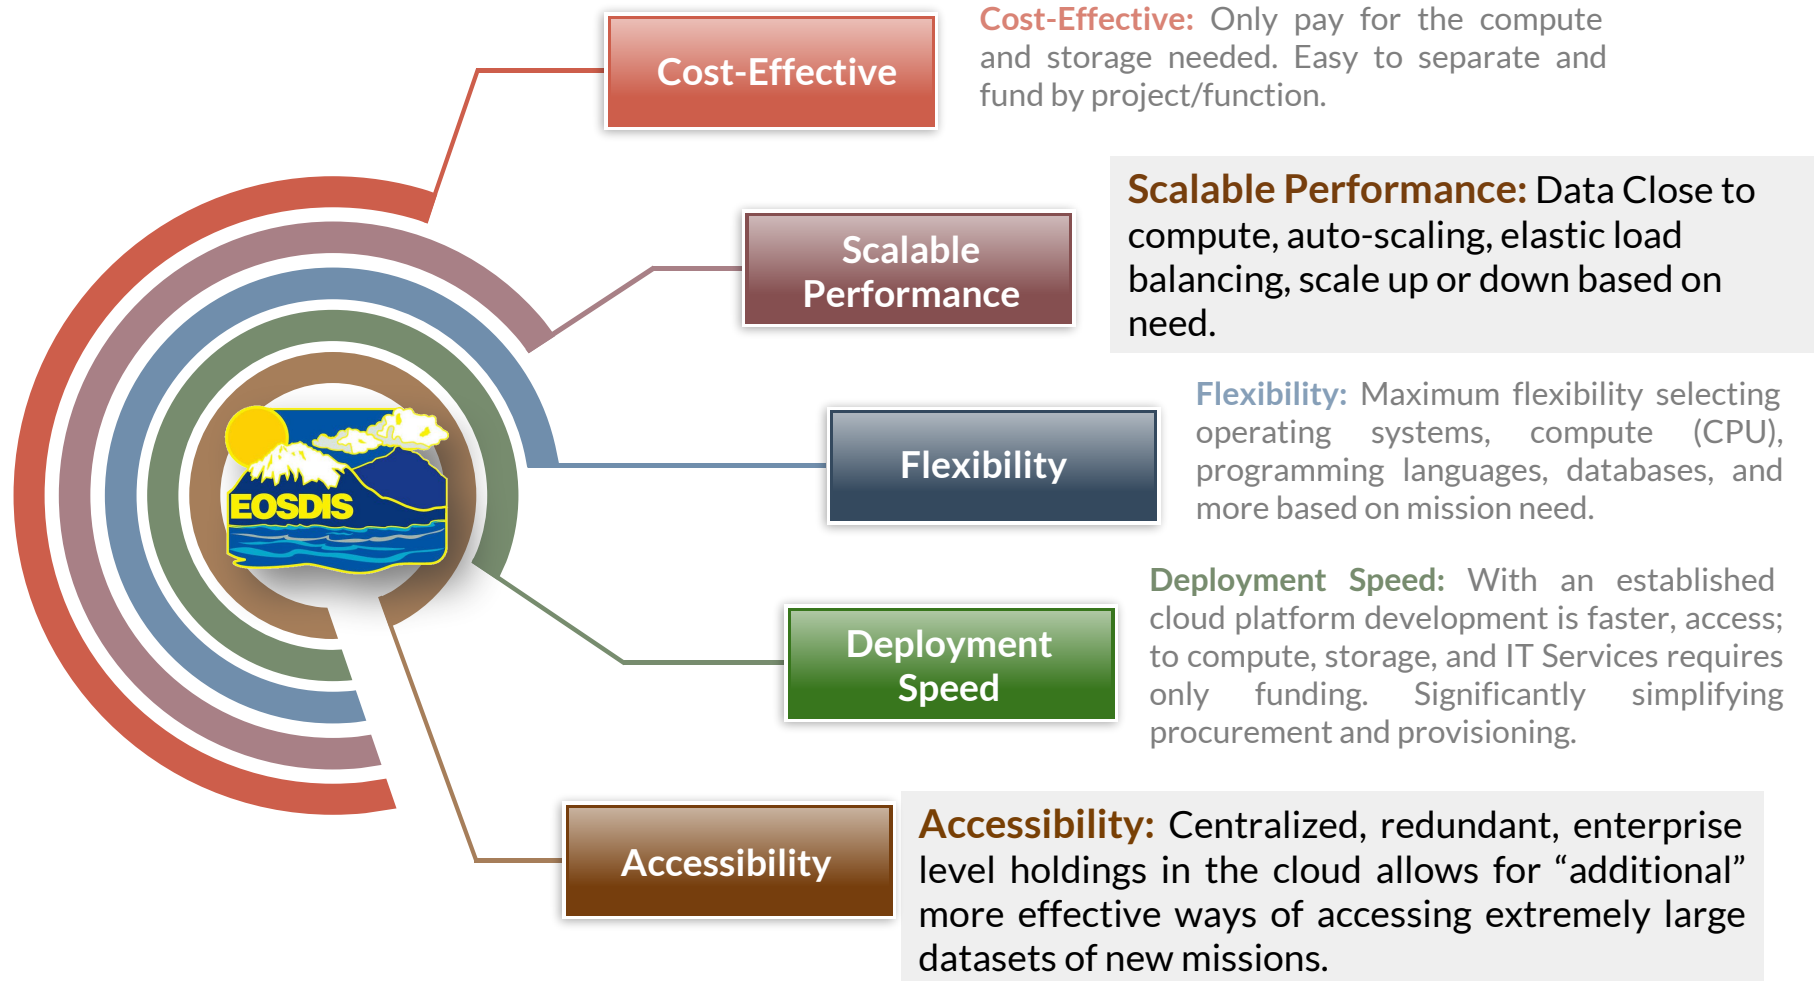 Cost-Effective
Cost-Effective: Only pay for the compute
and storage needed. Easy to separate and
fund by project/function.
Scalable
Performance
Scalable Performance: Data Close to
compute, auto-scaling, elastic load
balancing, scale up or down based on
need.
Flexibility
Flexibility: Maximum flexibility selecting
operating systems, compute (CPU),
programming languages, databases, and
more based on mission need.
EOSDIS
Deployment
Speed
Deployment Speed: With an established
cloud platform development is faster, access;
to compute, storage, and IT Services requires
only funding. Significantly simplifying
procurement and provisioning.
Accessibility
Accessibility: Centralized, redundant, enterprise
level holdings in the cloud allows for “additional”
more effective ways of accessing extremely large
datasets of new missions.